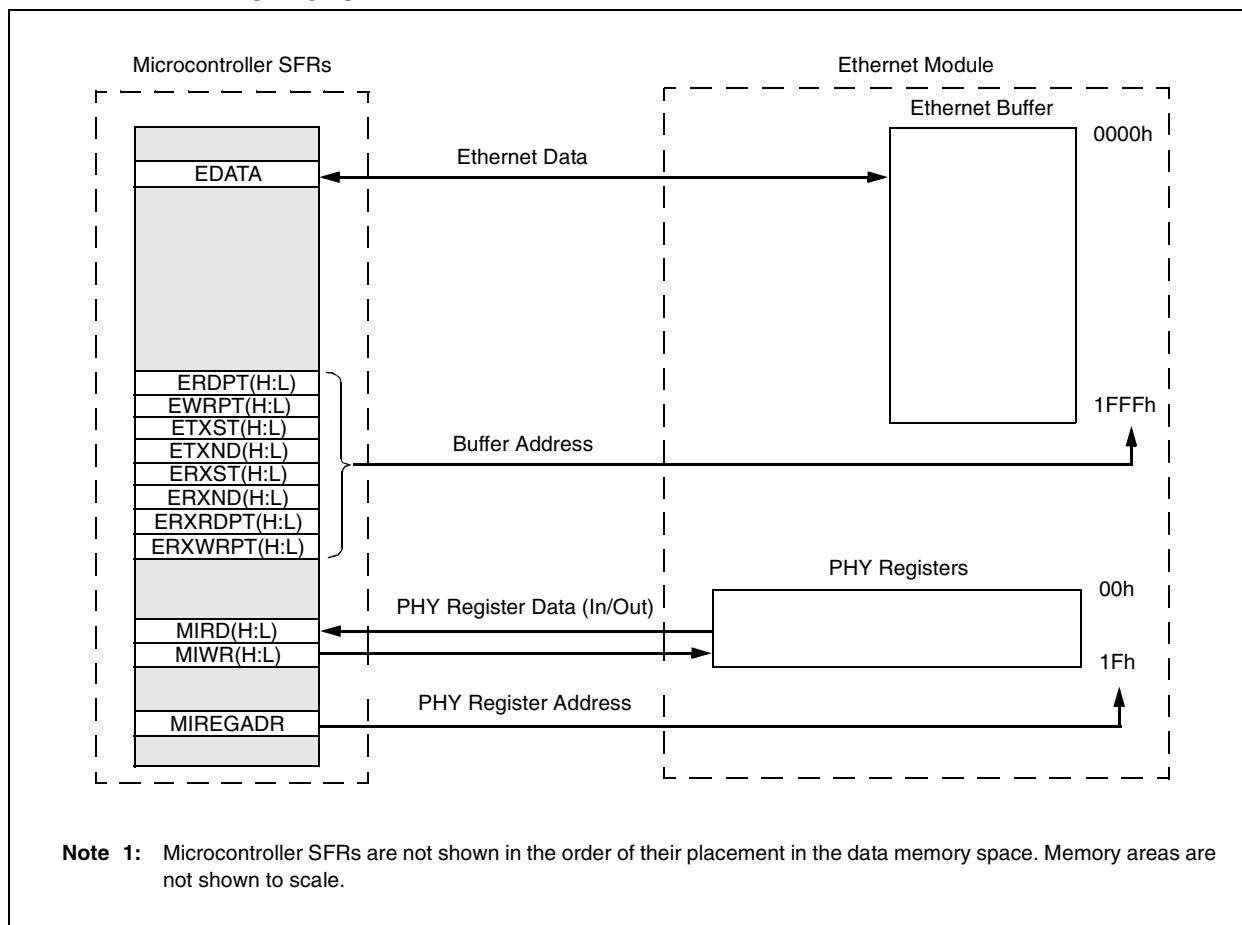 Microcontroller SFRs
Ethernet Module
Ethernet Buffer
0000h
EDATA
Ethernet Data
1FFFh
ERDPT(H:L)
EWRPT(H:L)
ETXST(H:L)
ETXND(H:L)
ERXST(H:L)
ERXND(H:L)
ERXRDPT(H:L)
ERXWRPT(H:L)
Buffer Address
PHY Registers
00h
PHY Register Data (In/Out)
MIRD(H:L)
MIWR(H:L)
1Fh
PHY Register Address
MIREGADR
Note 1: Microcontroller SFRs are not shown in the order of their placement in the data memory space. Memory areas are
not shown to scale.